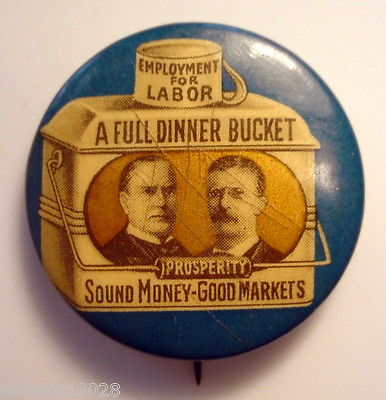 EMPLOYMENT
FOR
LABOR
A FULL DINNER BUCKET
PROSPERITY
SOUND MONEY-GOOD MARKETS